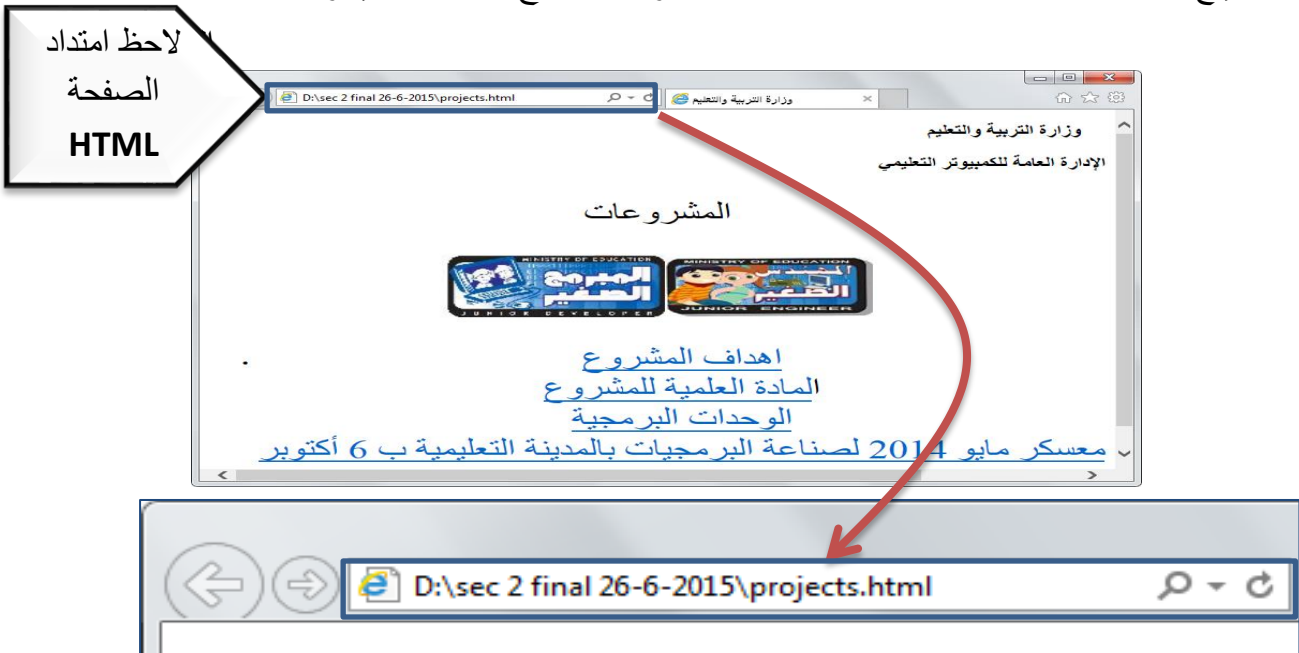 لاحظ امتداد
الصفحة
HTML
D:\sec 2 final 26-6-2015\projects.html
وزارة التربية والتعليم
وزارة التربية والتعليم
الإدارة العامة للكمبيوتر التعليمي
المشروعات
MINISTRY OF EDUCATION
المبرمج
الصغير
JUNIOR DEVELOPER
MINISTRY OF EDUCATION
المهندس
الصغير
JUNIOR ENGINEER
اهداف المشروع
المادة العلمية للمشروع
الوحدات البرمجية
معسكر مايو 2014 لصناعة البرمجيات بالمدينة التعليمية ب 6 أكتوبر
D:\sec 2 final 26-6-2015\projects.html